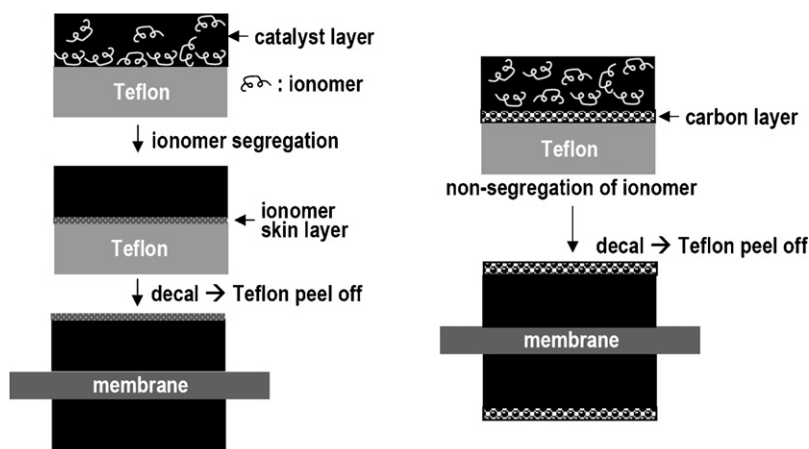 catalyst layer
Teflon
: ionomer
ionomer segregation
ionomer
skin layer
Teflon
decal → Teflon peel off
membrane
carbon layer
Teflon
non-segregation of ionomer
decal → Teflon peel off
membrane